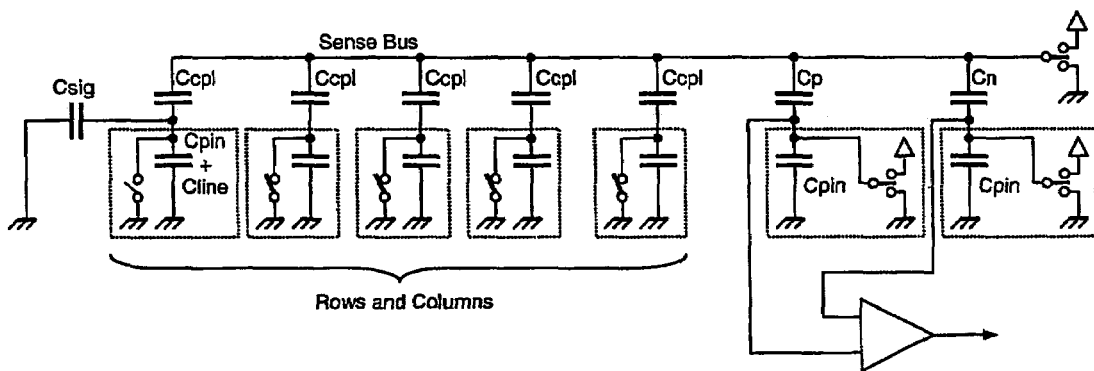 Sense Bus
Csig
Ccpl
Ccpl
Ccpl
Ccpl
Ccpl
Cp
Cn
Cpin
+
Cline
Cpin
Cpin
Rows and Columns